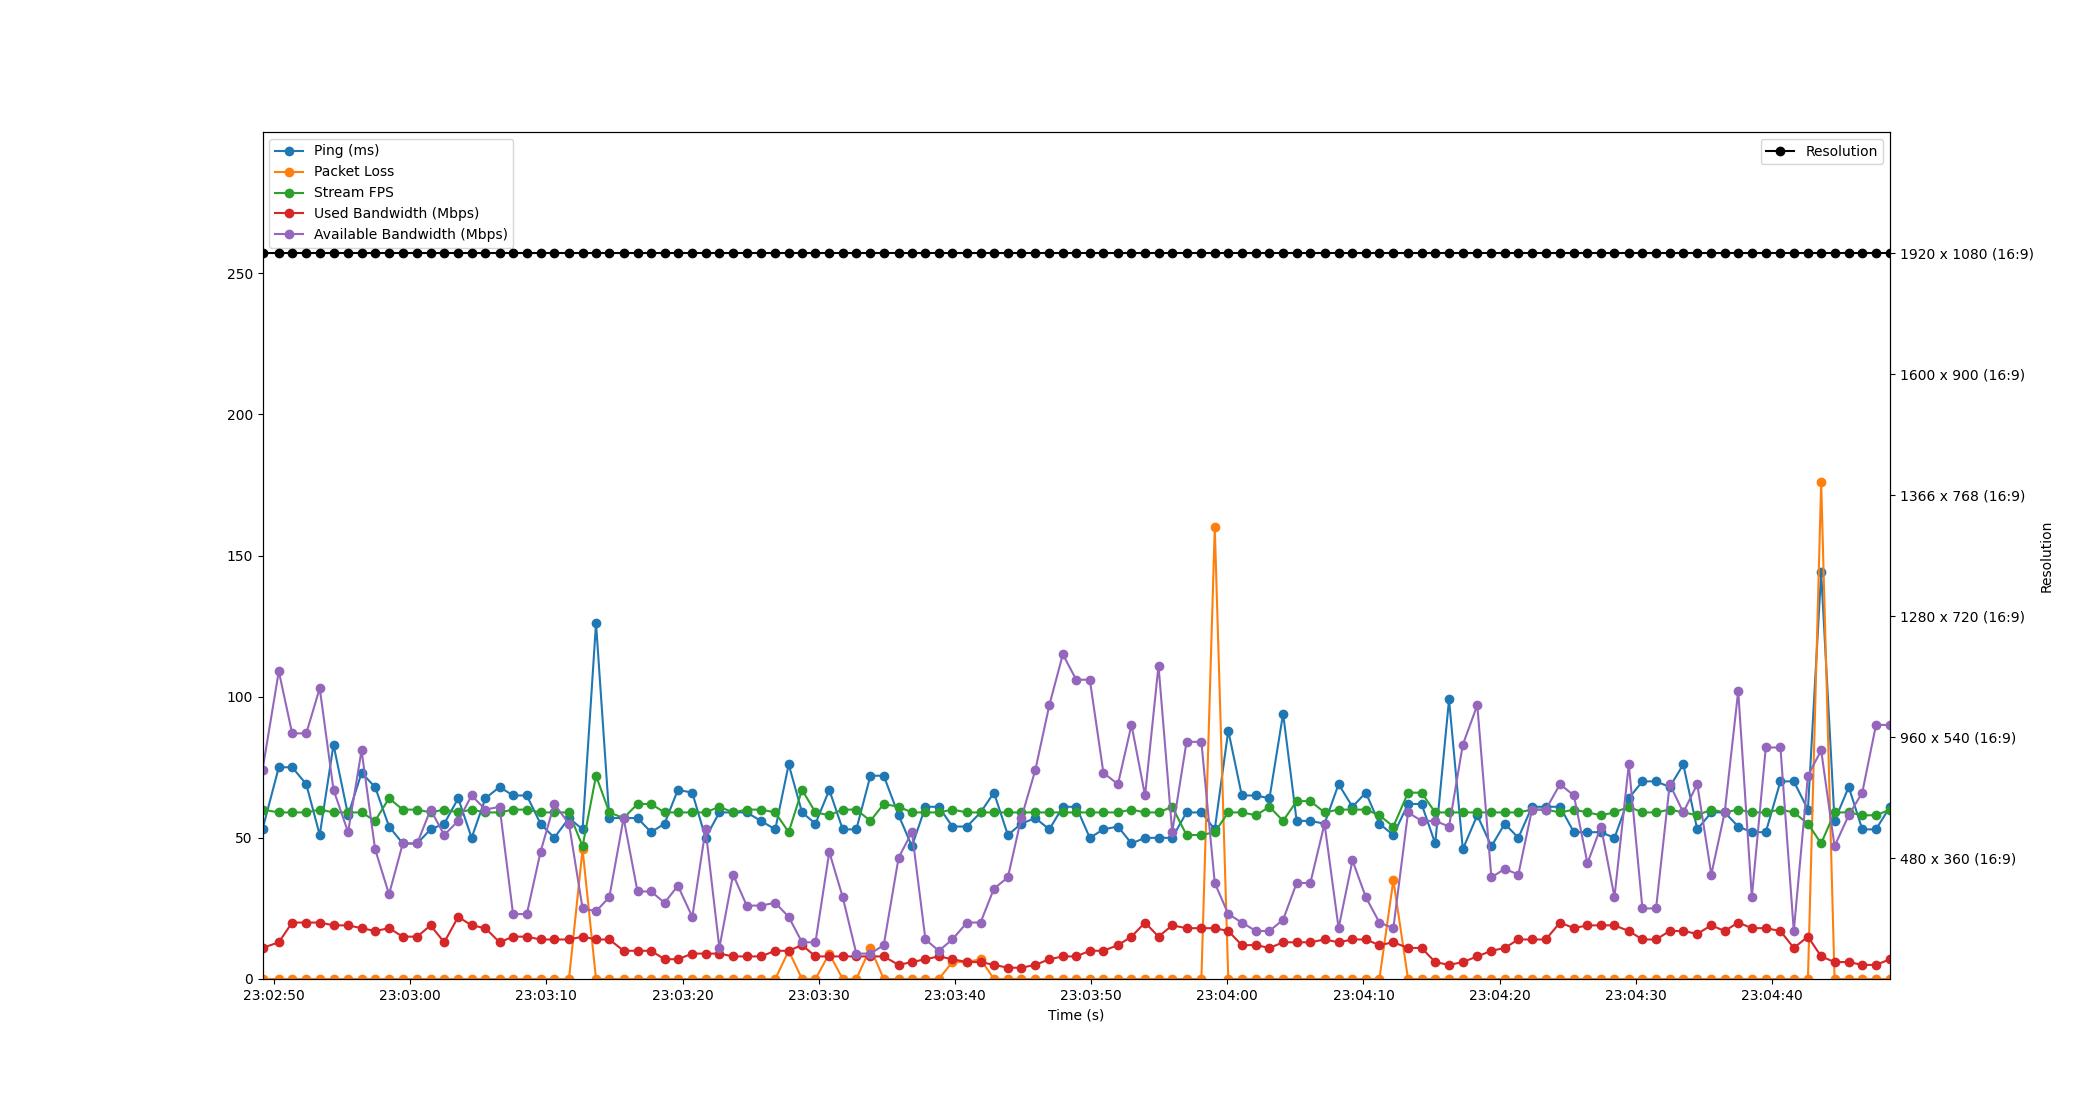 Ping (ms)
Packet Loss
Stream FPS
Used Bandwidth (Mbps)
Available Bandwidth (Mbps)
Resolution
250
200
150
100
50
0
1920 x 1080 (16:9)
1600 x 900 (16:9)
1366 x 768 (16:9)
1280 x 720 (16:9)
960 x 540 (16:9)
480 x 360 (16:9)
Resolution
23:02:50
23:03:00
23:03:10
23:03:20
23:03:30
23:03:40
23:03:50
23:04:00
23:04:10
23:04:20
23:04:30
23:04:40
Time (s)